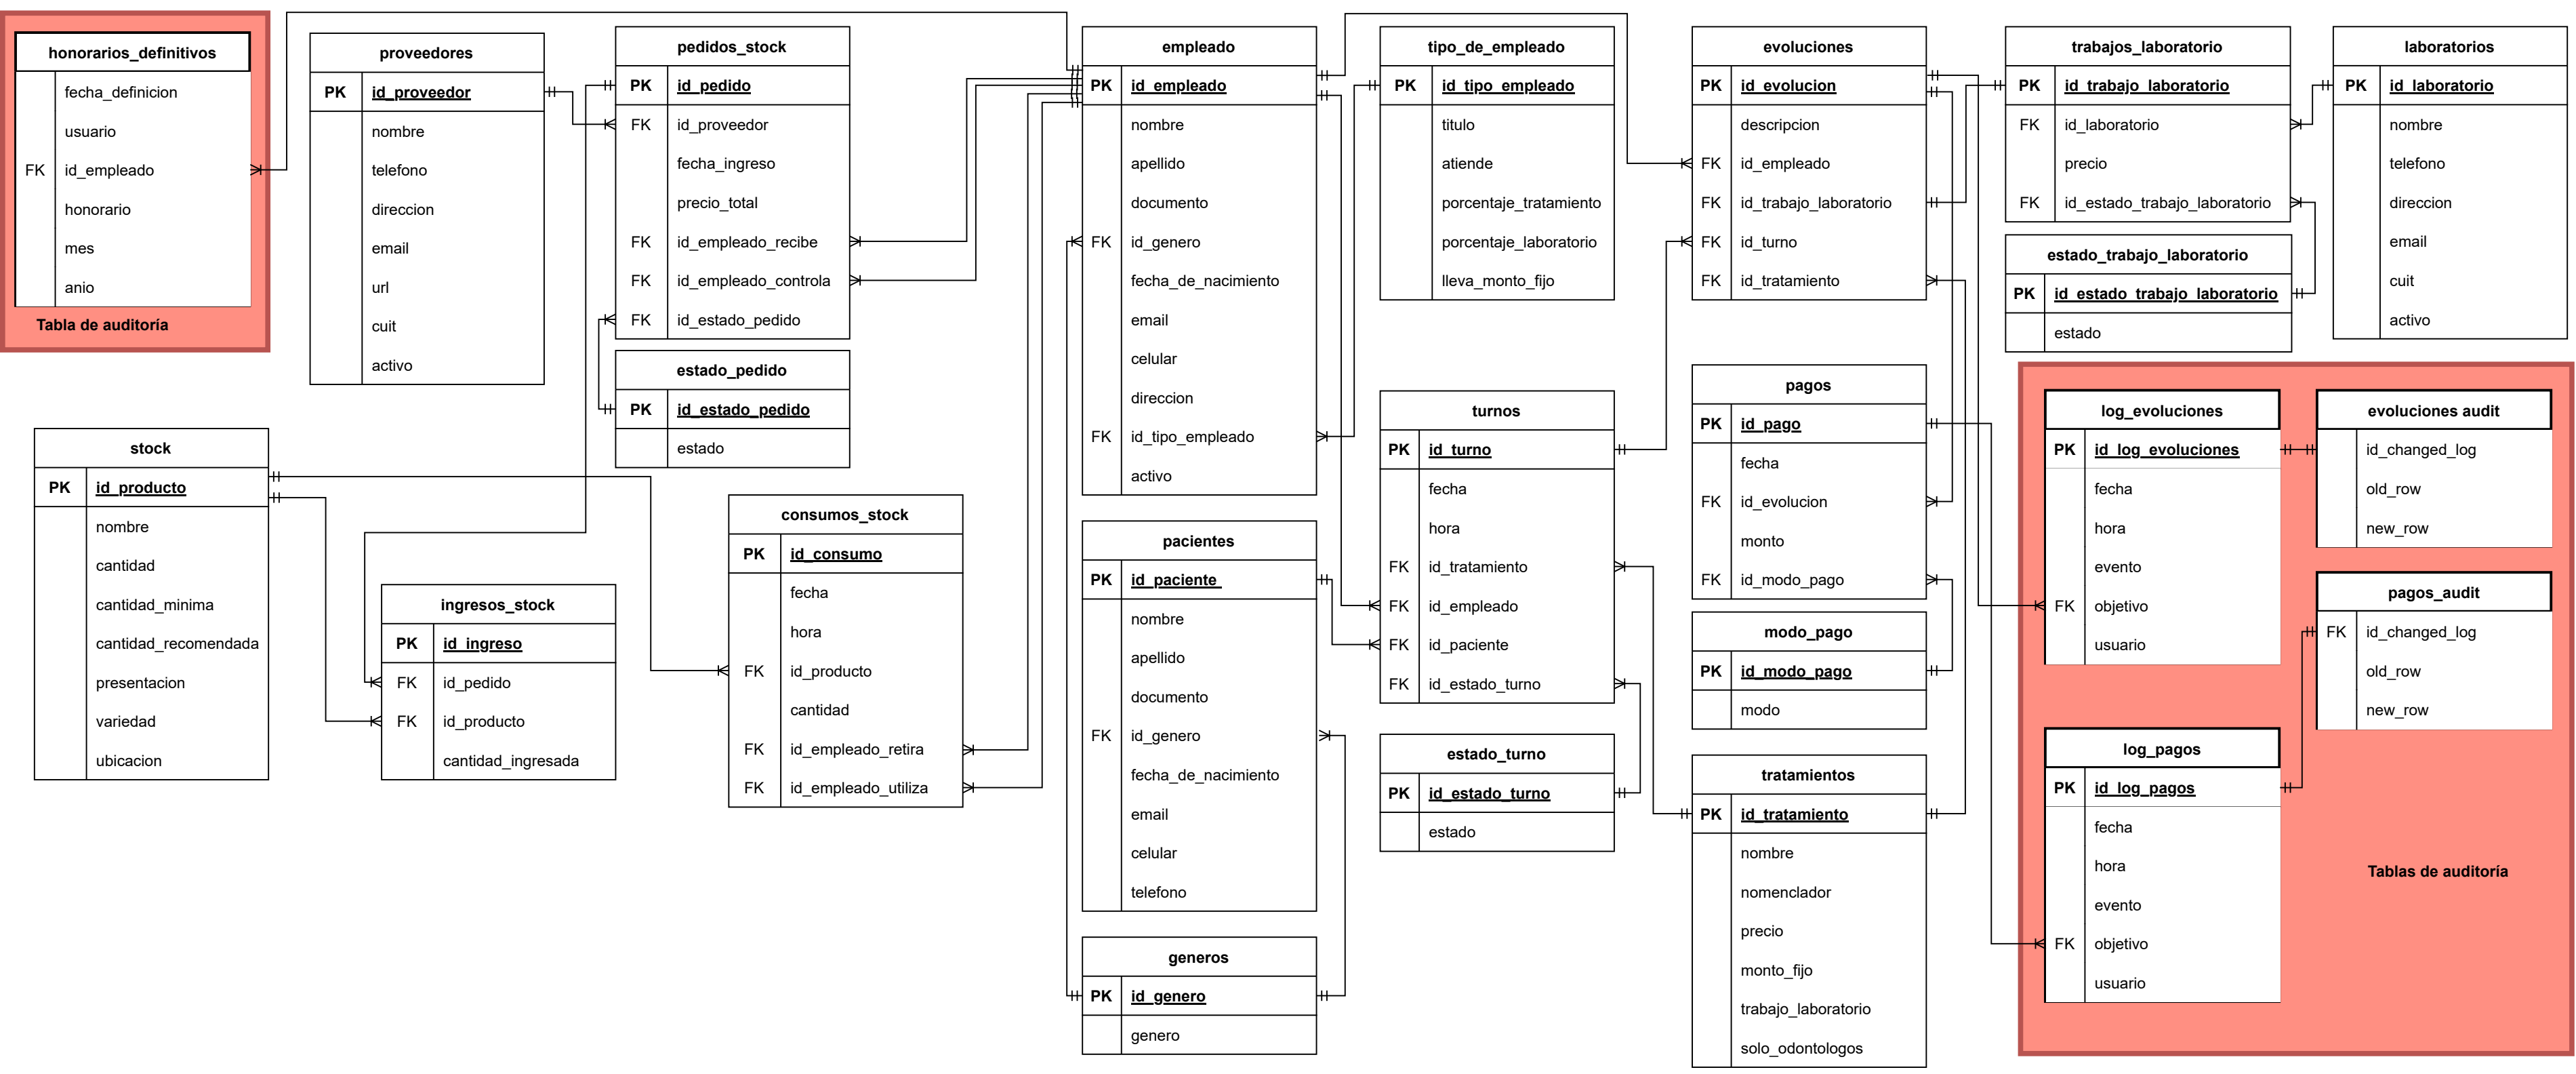 honorarios_definitivos
fecha_definicion
usuario
FK id_empleado
honorario
mes
anio
Tabla de auditoría
proveedores
PK id_proveedor
nombre
telefono
direccion
email
url
cuit
activo
pedidos_stock
PK id_pedido
FK id_proveedor
fecha_ingreso
precio_total
FK id_empleado_recibe
FK id_empleado_controla
FK id_estado_pedido
estado_pedido
PK id_estado_pedido
estado
stock
PK id_producto
nombre
cantidad
cantidad_minima
cantidad_recomendada
presentacion
variedad
ubicacion
ingresos_stock
PK id_ingreso
FK id_pedido
FK id_producto
cantidad_ingresada
consumos_stock
PK id_consumo
fecha
hora
FK id_producto
cantidad
FK id_empleado_retira
FK id_empleado_utiliza
empleado
PK id_empleado
nombre
apellido
documento
FK id_genero
fecha_de_nacimiento
email
celular
direccion
FK id_tipo_empleado
activo
pacientes
PK id_paciente
nombre
apellido
documento
FK id_genero
fecha_de_nacimiento
email
celular
telefono
generos
PK id_genero
genero
tipo_de_empleado
PK id_tipo_empleado
titulo
atiende
porcentaje_tratamiento
porcentaje_laboratorio
lleva_monto_fijo
turnos
PK id_turno
fecha
hora
FK id_tratamiento
FK id_empleado
FK id_paciente
FK id_estado_turno
estado_turno
PK id_estado_turno
estado
evoluciones
PK id_evolucion
descripcion
FK id_empleado
FK id_trabajo_laboratorio
FK id_turno
FK id_tratamiento
pagos
PK id_pago
fecha
FK id_evolucion
monto
FK id_modo_pago
modo_pago
PK id_modo_pago
modo
tratamientos
PK id_tratamiento
nombre
nomenclador
precio
monto_fijo
trabajo_laboratorio
solo_odontologos
trabajos_laboratorio
PK id_trabajo_laboratorio
FK id_laboratorio
precio
FK id_estado_trabajo_laboratorio
estado_trabajo_laboratorio
PK id_estado_trabajo_laboratorio
estado
laboratorios
PK id_laboratorio
nombre
telefono
direccion
email
cuit
activo
log_evoluciones
PK id_log_evoluciones
fecha
hora
evento
FK objetivo
usuario
evoluciones audit
id_changed_log
old_row
new_row
pagos_audit
FK id_changed_log
old_row
new_row
log_pagos
PK id_log_pagos
fecha
hora
evento
FK objetivo
usuario
Tablas de auditoría